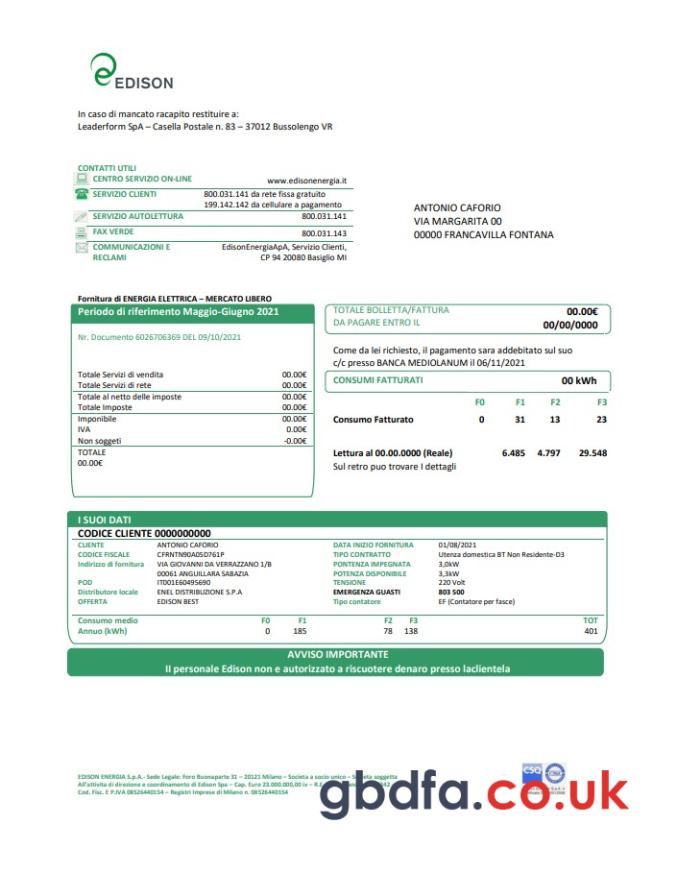 EDISON
In caso di mancato racapito restituire a:
Leaderform SpA – Casella Postale n. 83 – 37012 Bussolengo VR
CONTATTI UTILI
CENTRO SERVIZIO ON-LINE www.edisonenergia.it
SERVIZIO CLIENTI 800.031.141 da rete fissa gratuito
199.142.142 da cellulare a pagamento
SERVIZIO AUTOLETTURA 800.031.141
FAX VERDE 800.031.143
COMMUNICAZIONI E EdisonEnergiaApA, Servizio Clienti,
RECLAMI CP 94 20080 Basiglio MI
ANTONIO CAFORIO
VIA MARGARITA 00
00000 FRANCAVILLA FONTANA
Fornitura di ENERGIA ELETTRICA – MERCATO LIBERO
Periodo di riferimento Maggio-Giugno 2021
Nr. Documento 6026706369 DEL 09/10/2021
Totale Servizi di vendita 00.00€
Totale Servizi di rete 00.00€
Totale al netto delle imposte 00.00€
Totale Imposte 00.00€
Imponibile 00.00€
IVA 0.00€
Non soggeti -0.00€
TOTALE
00.00€
TOTALE BOLLETTA/FATTURA 00.00€
DA PAGARE ENTRO IL 00/00/0000
Come da lei richiesto, il pagamento sara addebitato sul suo
c/c presso BANCA MEDIOLANUM il 06/11/2021
CONSUMI FATTURATI 00 kWh
F0 F1 F2 F3
Consumo Fatturato 0 31 13 23
Lettura al 00.00.0000 (Reale) 6.485 4.797 29.548
Sul retro puo trovare I dettagli
I SUOI DATI
CODICE CLIENTE 0000000000
CLIENTE ANTONIO CAFORIO
CODICE FISCALE CFRNTN90A05D761P
Indirizzo di fornitura VIA GIOVANNI DA VERRAZZANO 1/B
00061 ANGUILLARA SABAZIA
POD IT001E60495690
Distributore locale ENEL DISTRIBUZIONE S.P.A
OFFERTA EDISON BEST
DATA INIZIO FORNITURA 01/08/2021
TIPO CONTRATTO Utenza domestica BT Non Residente-D3
PONTENZA IMPEGNATA 3,0kW
POTENZA DISPONIBILE 3,3kW
TENSIONE 220 Volt
EMERGENZA GUASTI 803 500
Tipo contatore EF (Contatore per fasce)
Consumo medio F0 F1 F2 F3 TOT
Annuo (kWh) 0 185 78 138 401
AVVISO IMPORTANTE
Il personale Edison non e autorizzato a riscuotere denaro presso laclientela
EDISON ENERGIA S.p.A.- Sede Legale: Foro Buonaparte 31 – 20121 Milano – Societa a socio unico – Societa soggetta
All'attivita di direzione e coordinamento di Edison Spa – Cap. Euro 23.000.000,00 iv –
Cod. Fisc. E P.IVA 08526440154 – Registri Imprese di Milano n. 08526440154
CSQ
gbdfa.co.uk